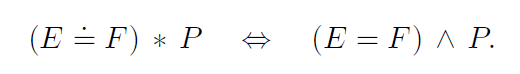 (E ≐ F) ∗ P ⇔ (E = F) ∧ P.